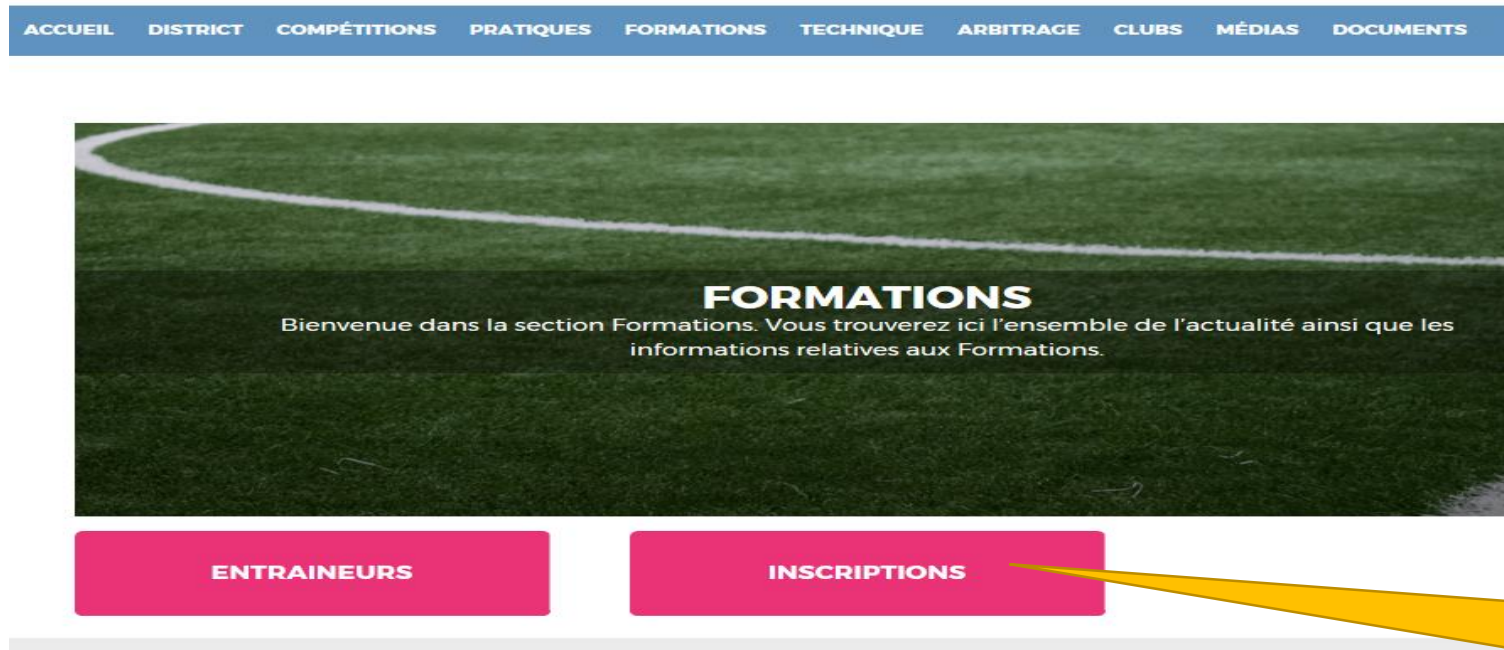 ACCUEIL DISTRICT COMPÉTITIONS PRATIQUES FORMATIONS TECHNIQUE ARBITRAGE CLUBS MÉDIAS DOCUMENTS
FORMATIONS
Bienvenue dans la section Formations. Vous trouverez ici l'ensemble de l'actualité ainsi que les
informations relatives aux Formations.
ENTRAINEURS INSCRIPTIONS